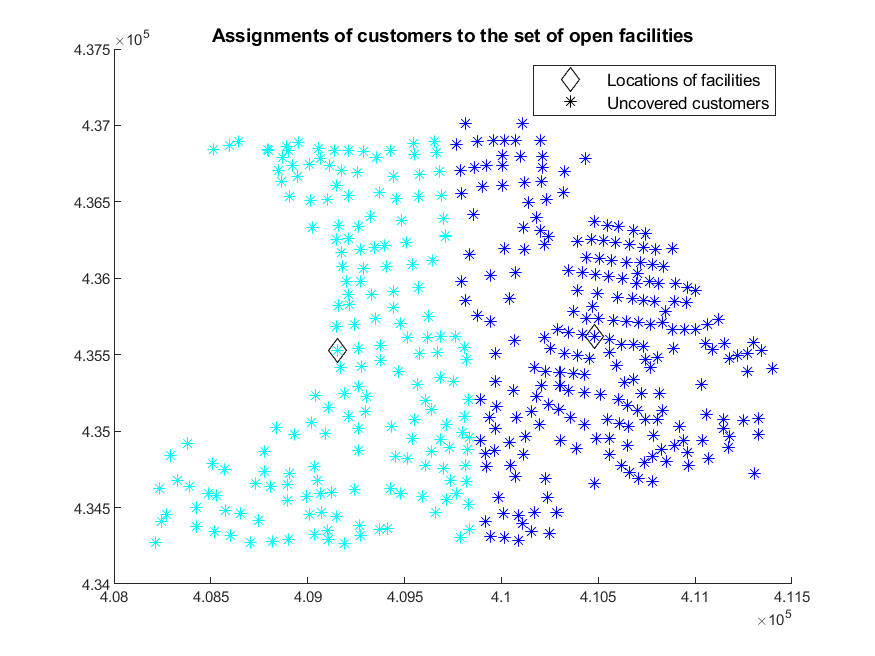 Assignments of customers to the set of open facilities
×10^5
4.375
4.37
4.365
4.36
4.355
4.35
4.345
4.34
Locations of facilities
Uncovered customers
4.08 4.085 4.09 4.095 4.1 4.105 4.11 4.115
×10^5